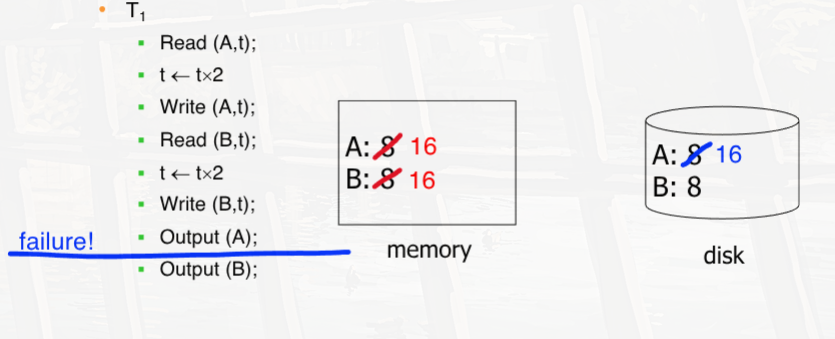 • T₁
▪ Read (A,t);
▪ t ← t×2
▪ Write (A,t);
▪ Read (B,t);
▪ t ← t×2
▪ Write (B,t);
failure! ▪ Output (A);
▪ Output (B);
A: 8 16
B: 8 16
memory
A: 8 16
B: 8
disk